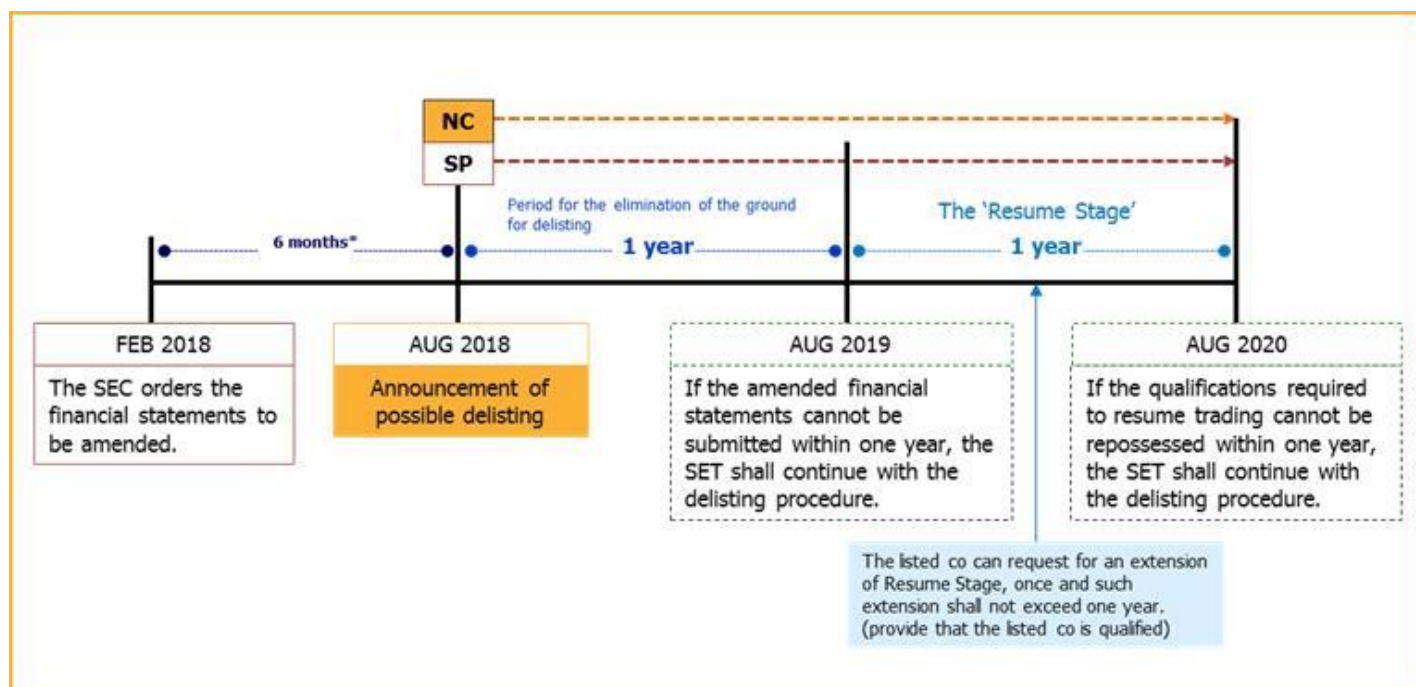 NC
SP
Period for the elimination of the ground
for delisting
The ‘Resume Stage’
6 months*
1 year
1 year
FEB 2018
The SEC orders the
financial statements to
be amended.
AUG 2018
Announcement of
possible delisting
AUG 2019
If the amended financial
statements cannot be
submitted within one year, the
SET shall continue with the
delisting procedure.
AUG 2020
If the qualifications required
to resume trading cannot be
repossessed within one year,
the SET shall continue with
the delisting procedure.
The listed co can request for an extension
of Resume Stage, once and such
extension shall not exceed one year.
(provide that the listed co is qualified)